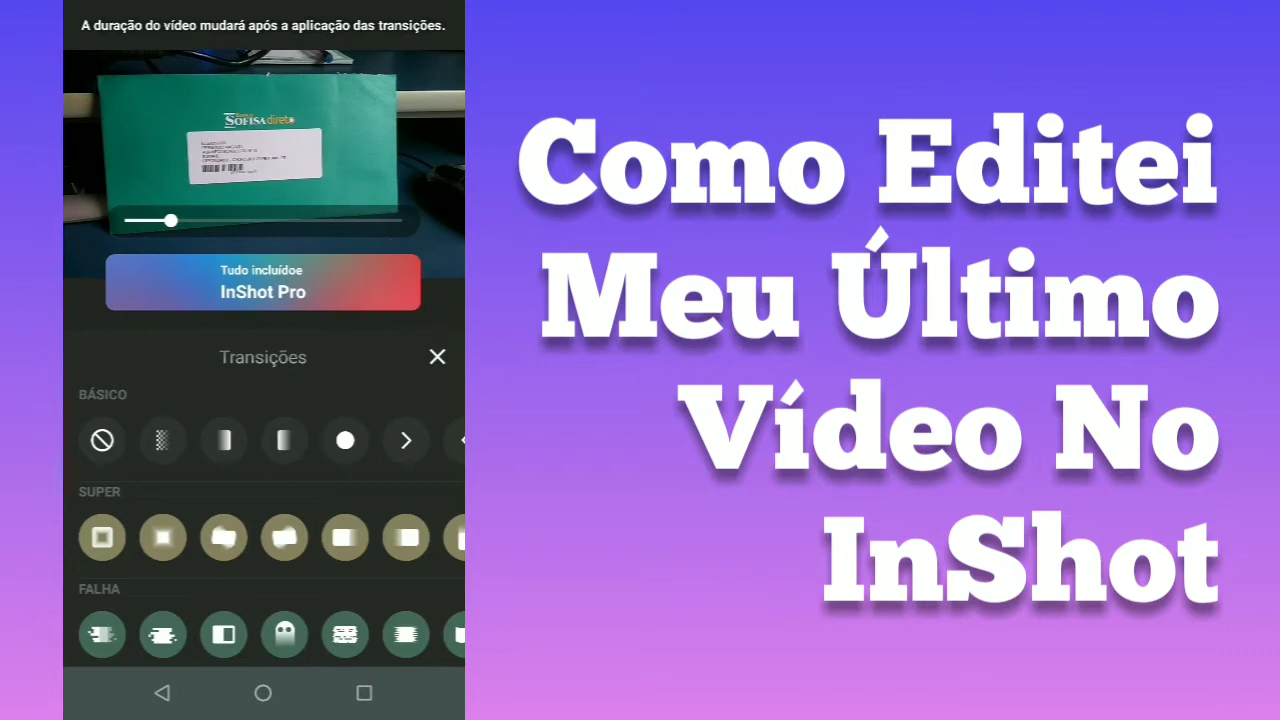 A duração do vídeo mudará após a aplicação das transições.
SOFISA direto
Tudo incluídoe
InShot Pro
Transições
BÁSICO
SUPER
FALHA
Como Editei
Meu Último
Vídeo No
InShot